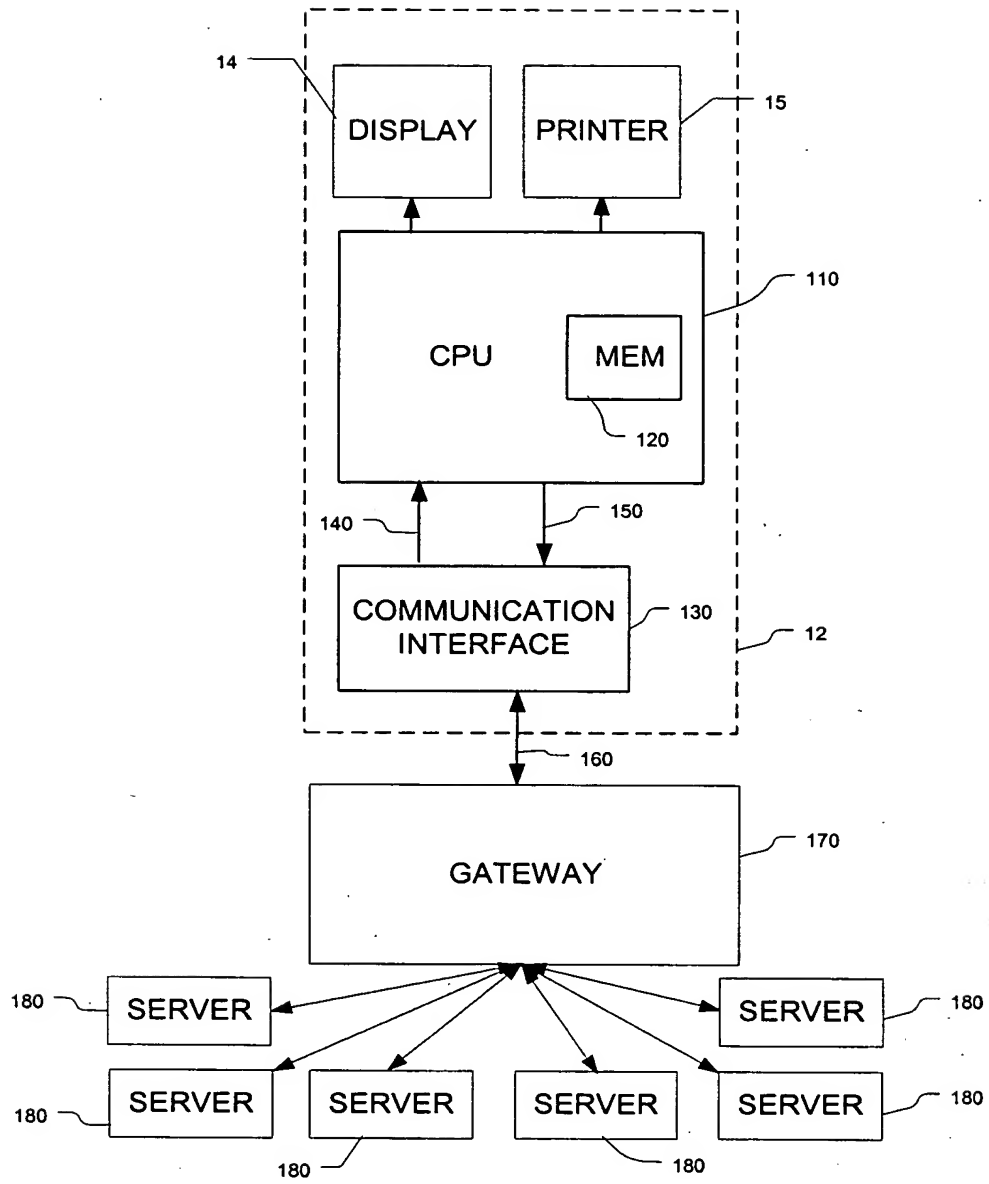 14
15
DISPLAY
PRINTER
110
CPU
MEM
120
140
150
COMMUNICATION
INTERFACE
130
12
160
GATEWAY
170
180
SERVER
SERVER
180
180
SERVER
SERVER
SERVER
SERVER
180
180
180